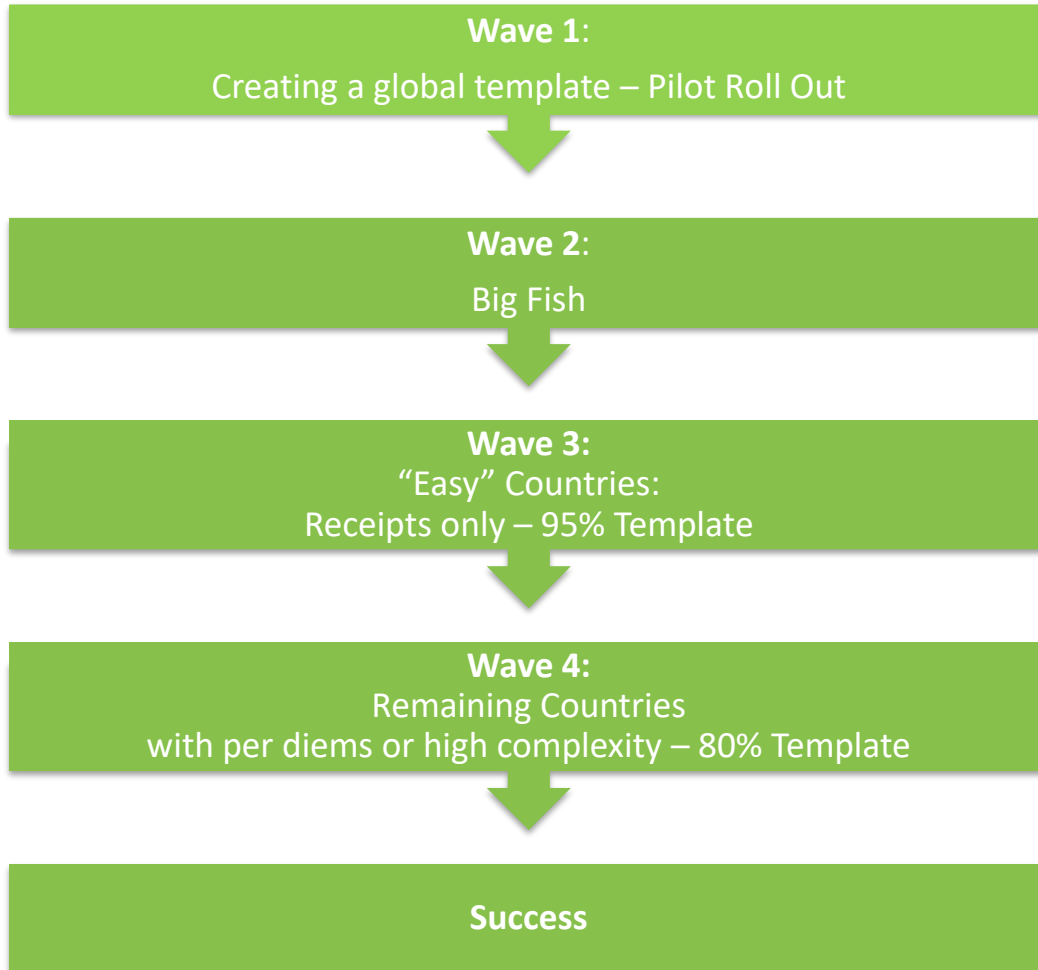 Wave 1:
Creating a global template – Pilot Roll Out
Wave 2:
Big Fish
Wave 3:
“Easy” Countries:
Receipts only – 95% Template
Wave 4:
Remaining Countries
with per diems or high complexity – 80% Template
Success